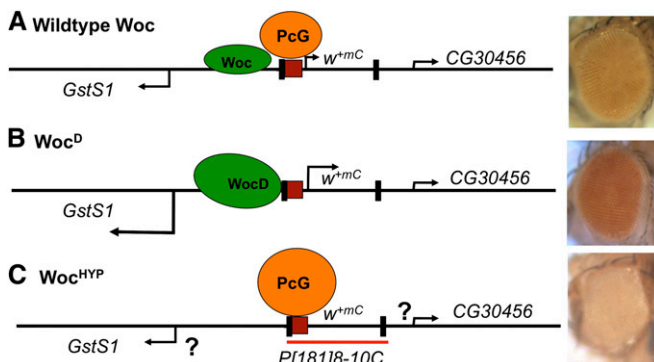 A Wildtype Woc
PcG
Woc
w+mC
CG30456
GstS1
B WocD
WocD
w+mC
CG30456
GstS1
C WocHYP
PcG
w+mC
?
CG30456
GstS1
?
P[181]8-10C